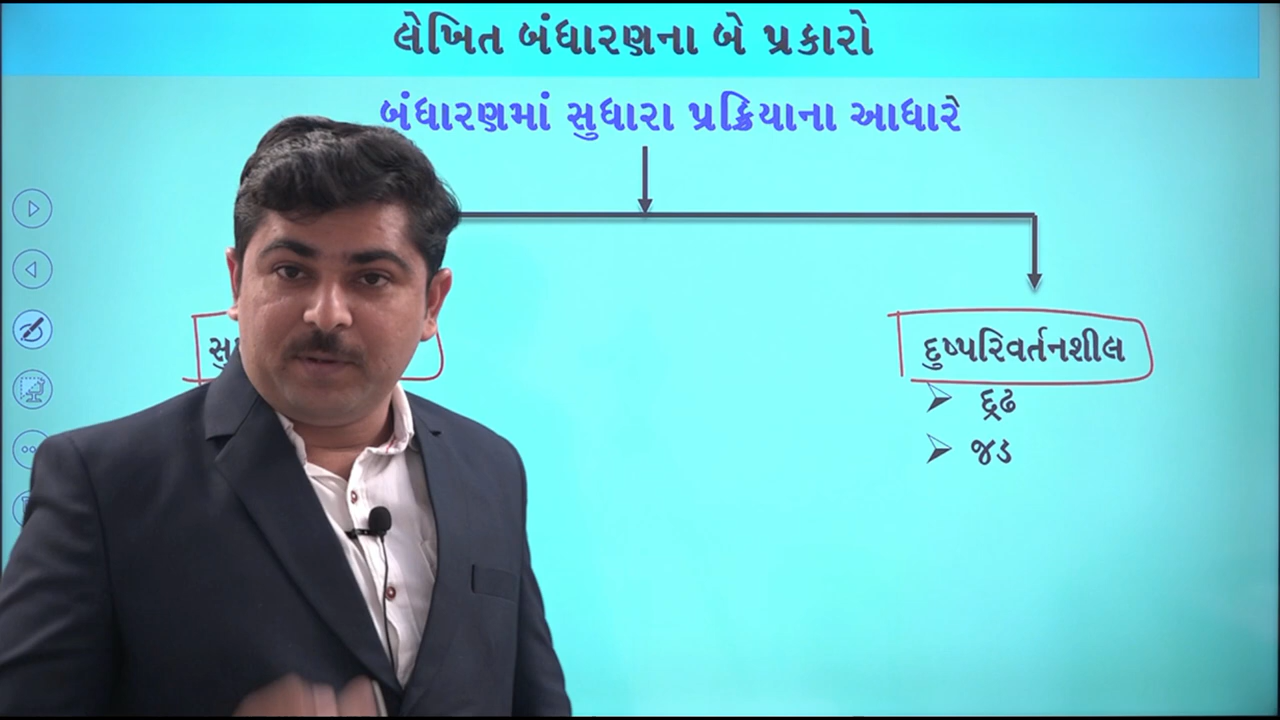 લેખિત બંધારણના બે પ્રકારો
બંધારણમાં સુધારા પ્રક્રિયાના આધારે
દુષ્પરિવર્તનશીલ
દ્રઢ
જડ